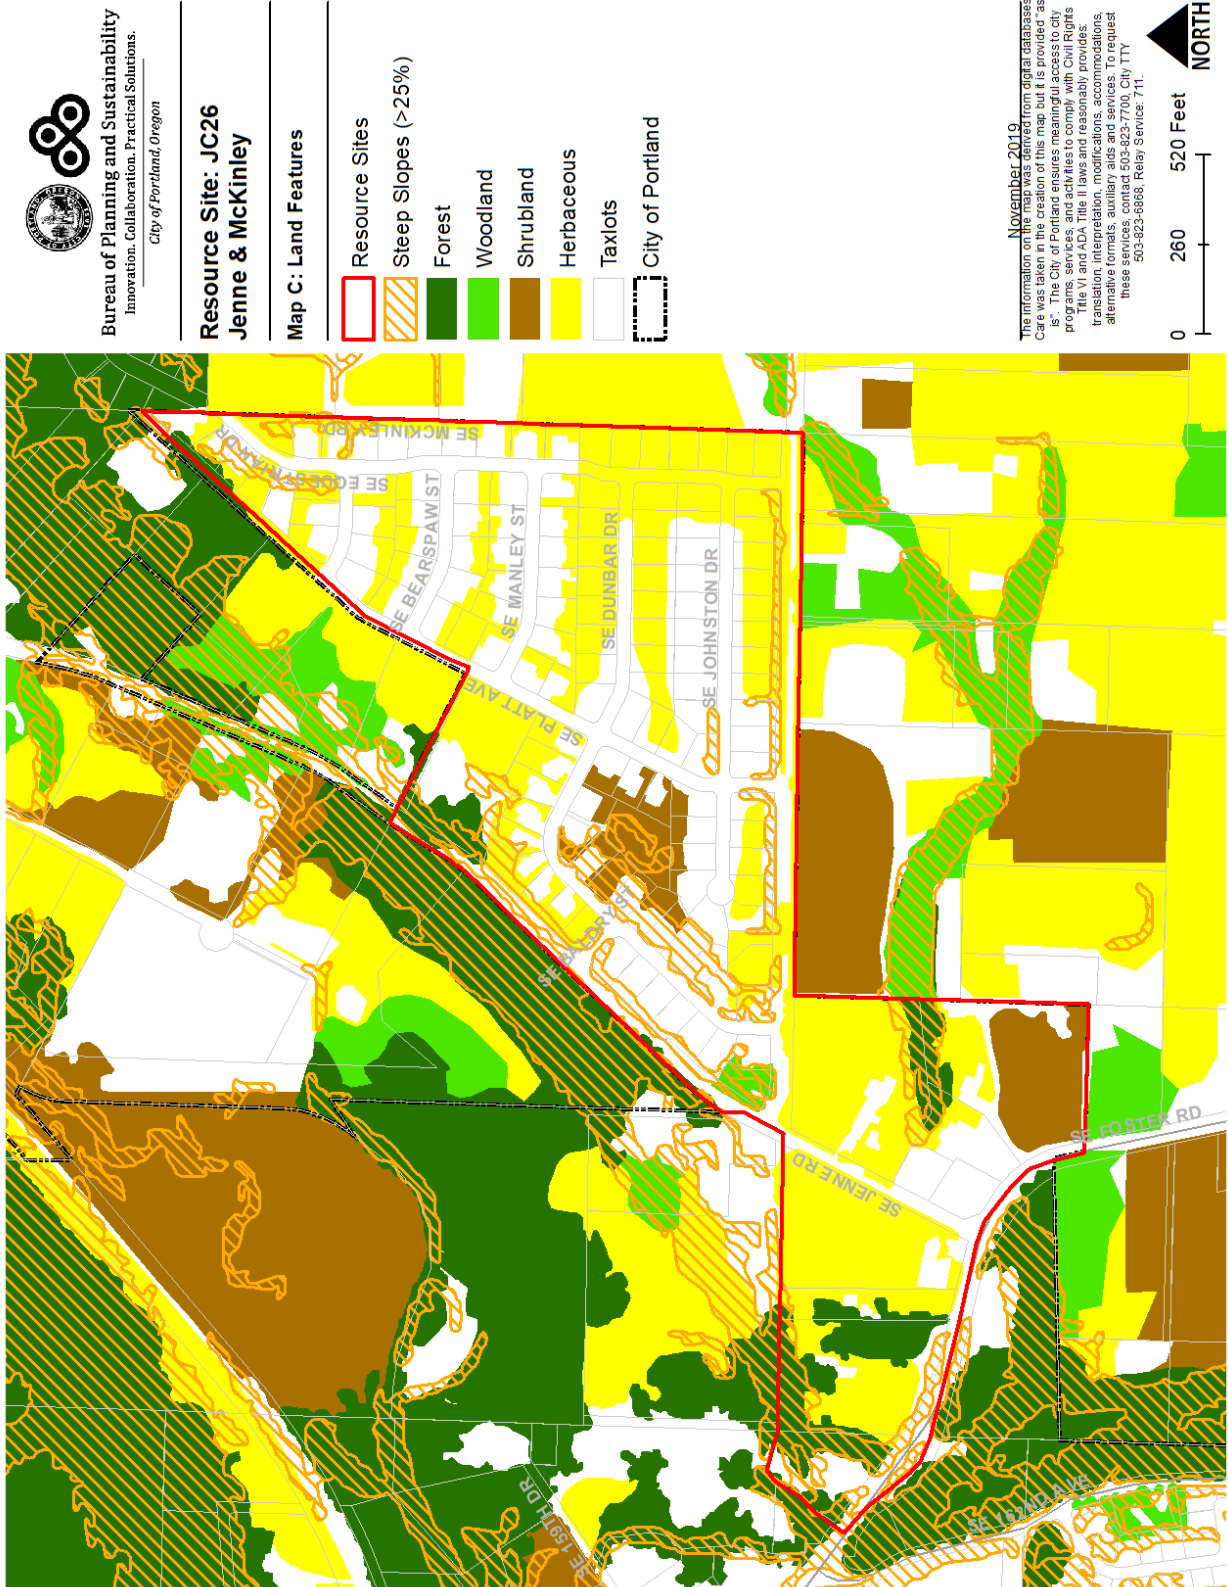 Bureau of Planning and Sustainability
Innovation. Collaboration. Practical Solutions.
City of Portland, Oregon
Resource Site: JC26
Jenne & McKinley
Map C: Land Features
Resource Sites
Steep Slopes (>25%)
Forest
Woodland
Shrubland
Herbaceous
Taxlots
City of Portland
November 2019
The information on the map was derived from digital databases
Care was taken in the creation of this map but it is provided "as
is". The City of Portland ensures meaningful access to city
programs, services, and activities to comply with Civil Rights
Title VI and ADA Title II laws and reasonably provides:
translation, interpretation, modifications, accommodations,
alternative formats, auxiliary aids and services. To request
these services, contact 503-823-7700, City TTY
503-823-6868, Relay Service: 711.
0 260 520 Feet
NORTH
SE MCKINLEY RD
SE EQUESTRIAN DR
SE BEARSPAW ST
SE MANLEY ST
SE DUNBAR DR
SE JOHNSTON DR
SE PLATT AVE
SE BALDRY ST
SE JENNE RD
SE FOSTER RD
SE 159TH DR
SE 162ND AVE